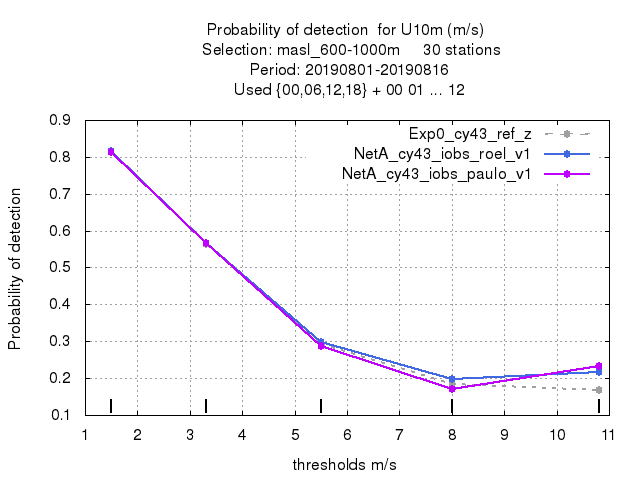 Probability of detection  for U10m (m/s)
Selection: masl_600-1000m     30 stations
Period: 20190801-20190816
Used {00,06,12,18} + 00 01 ... 12
Exp0_cy43_ref_z
NetA_cy43_iobs_roel_v1
NetA_cy43_iobs_paulo_v1
Probability of detection
0.9
0.8
0.7
0.6
0.5
0.4
0.3
0.2
0.1
1 2 3 4 5 6 7 8 9 10 11
thresholds m/s